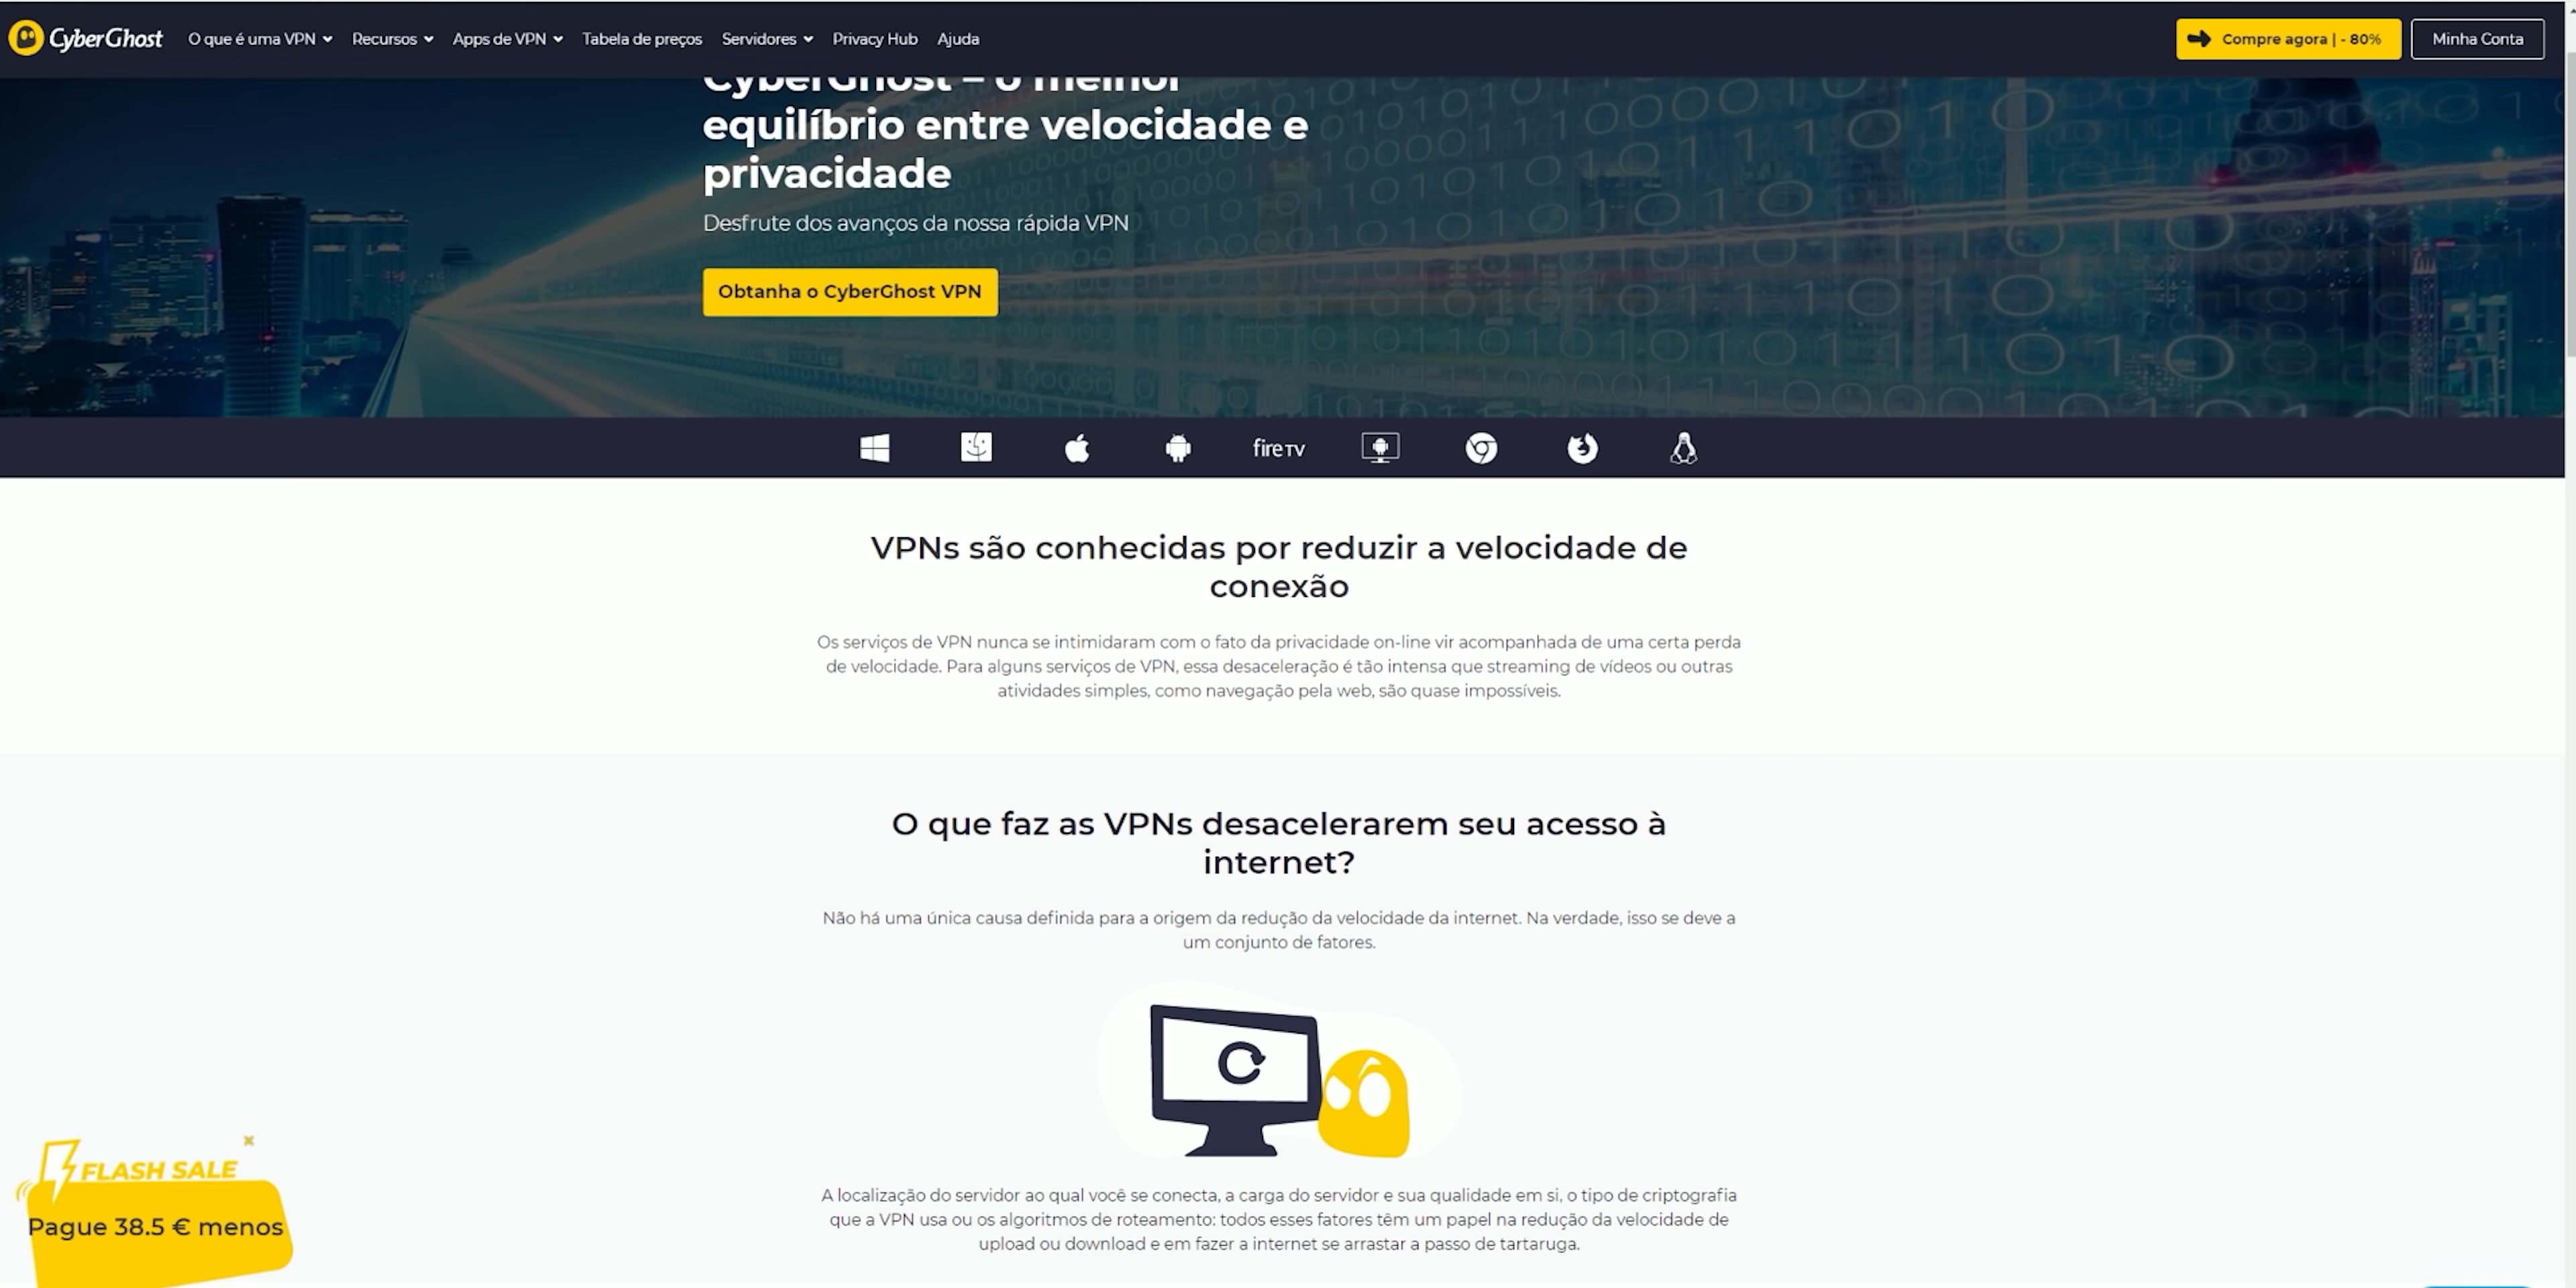 CyberGhost
O que é uma VPN
Recursos
Apps de VPN
Tabela de preços
Servidores
Privacy Hub
Ajuda
Compre agora | - 80%
Minha Conta
CyberGhost – o melhor
equilíbrio entre velocidade e
privacidade
Desfrute dos avanços da nossa rápida VPN
Obtanha o CyberGhost VPN
fireTV
VPNs são conhecidas por reduzir a velocidade de
conexão
Os serviços de VPN nunca se intimidaram com o fato da privacidade on-line vir acompanhada de uma certa perda
de velocidade. Para alguns serviços de VPN, essa desaceleração é tão intensa que streaming de vídeos ou outras
atividades simples, como navegação pela web, são quase impossíveis.
O que faz as VPNs desacelerarem seu acesso à
internet?
Não há uma única causa definida para a origem da redução da velocidade da internet. Na verdade, isso se deve a
um conjunto de fatores.
A localização do servidor ao qual você se conecta, a carga do servidor e sua qualidade em si, o tipo de criptografia
que a VPN usa ou os algoritmos de roteamento: todos esses fatores têm um papel na redução da velocidade de
upload ou download e em fazer a internet se arrastar a passo de tartaruga.
FLASH SALE
Pague 38.5 € menos